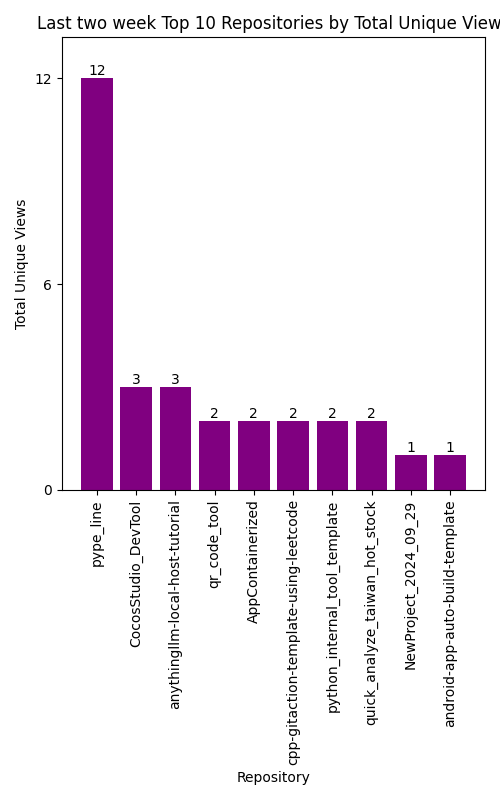 Last two week Top 10 Repositories by Total Unique View
12
12
6
0
3
3
2
2
2
2
2
1
1
Total Unique Views
pype_line
CocosStudio_DevTool
anythingllm-local-host-tutorial
qr_code_tool
AppContainerized
cpp-gitaction-template-using-leetcode
python_internal_tool_template
quick_analyze_taiwan_hot_stock
NewProject_2024_09_29
android-app-auto-build-template
Repository